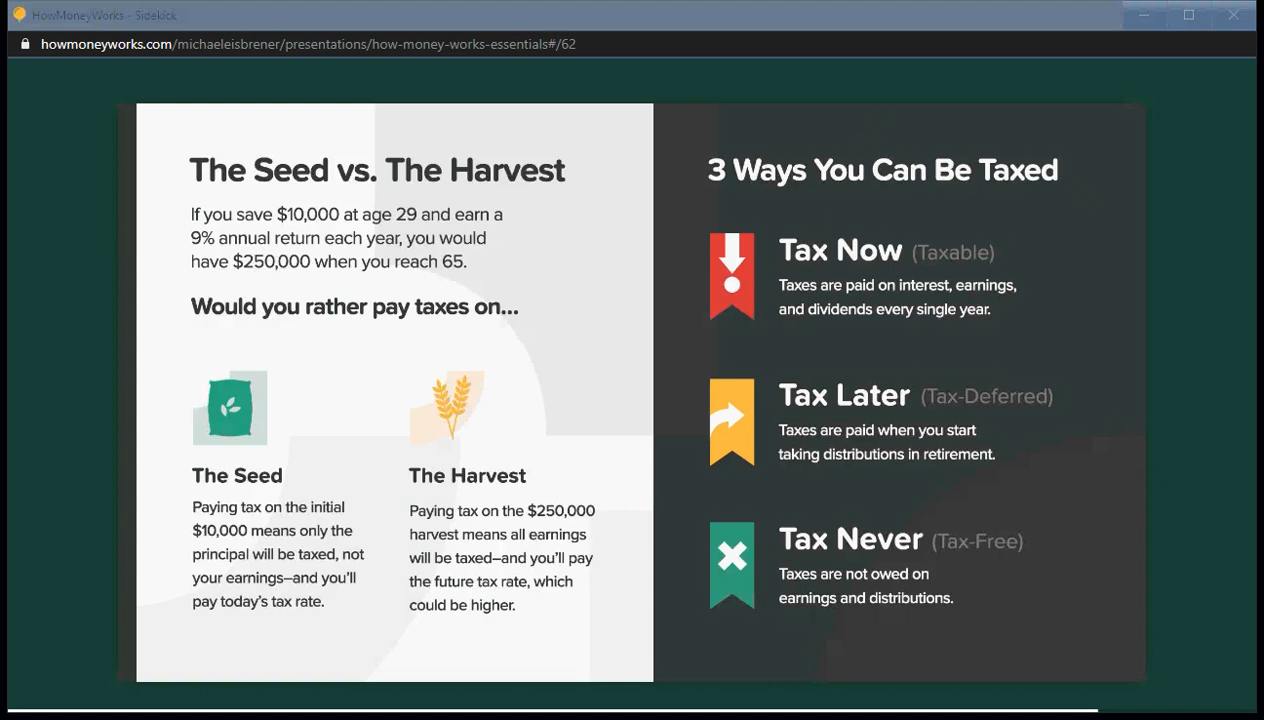 HowMoneyWorks - Sidekick
howmoneyworks.com/michaeleisbrener/presentations/how-money-works-essentials#/62
The Seed vs. The Harvest
If you save $10,000 at age 29 and earn a
9% annual return each year, you would
have $250,000 when you reach 65.
Would you rather pay taxes on...
The Seed
Paying tax on the initial
$10,000 means only the
principal will be taxed, not
your earnings–and you'll
pay today's tax rate.
The Harvest
Paying tax on the $250,000
harvest means all earnings
will be taxed–and you'll pay
the future tax rate, which
could be higher.
3 Ways You Can Be Taxed
Tax Now (Taxable)
Taxes are paid on interest, earnings,
and dividends every single year.
Tax Later (Tax-Deferred)
Taxes are paid when you start
taking distributions in retirement.
Tax Never (Tax-Free)
Taxes are not owed on
earnings and distributions.